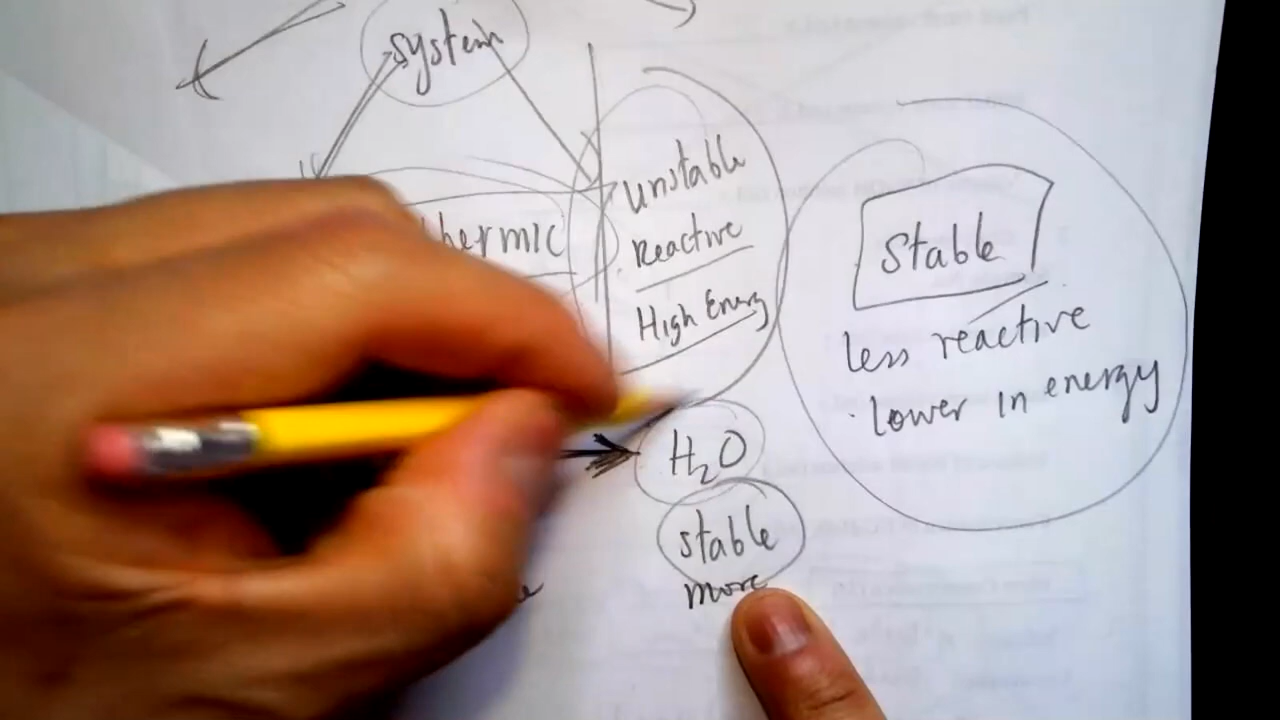 system
thermic
Unstable
Reactive
High Energy
Stable
less reactive
lower in energy
H₂O
stable
more